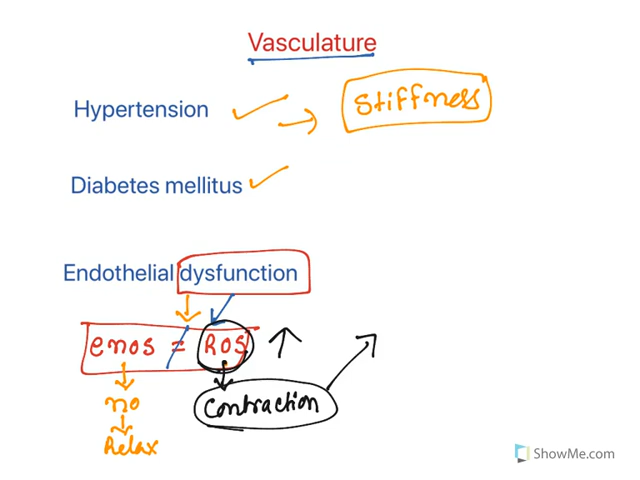 Vasculature
Hypertension
Stiffness
Diabetes mellitus
Endothelial dysfunction
enos = ROS
no
Contraction
Relax
ShowMe.com